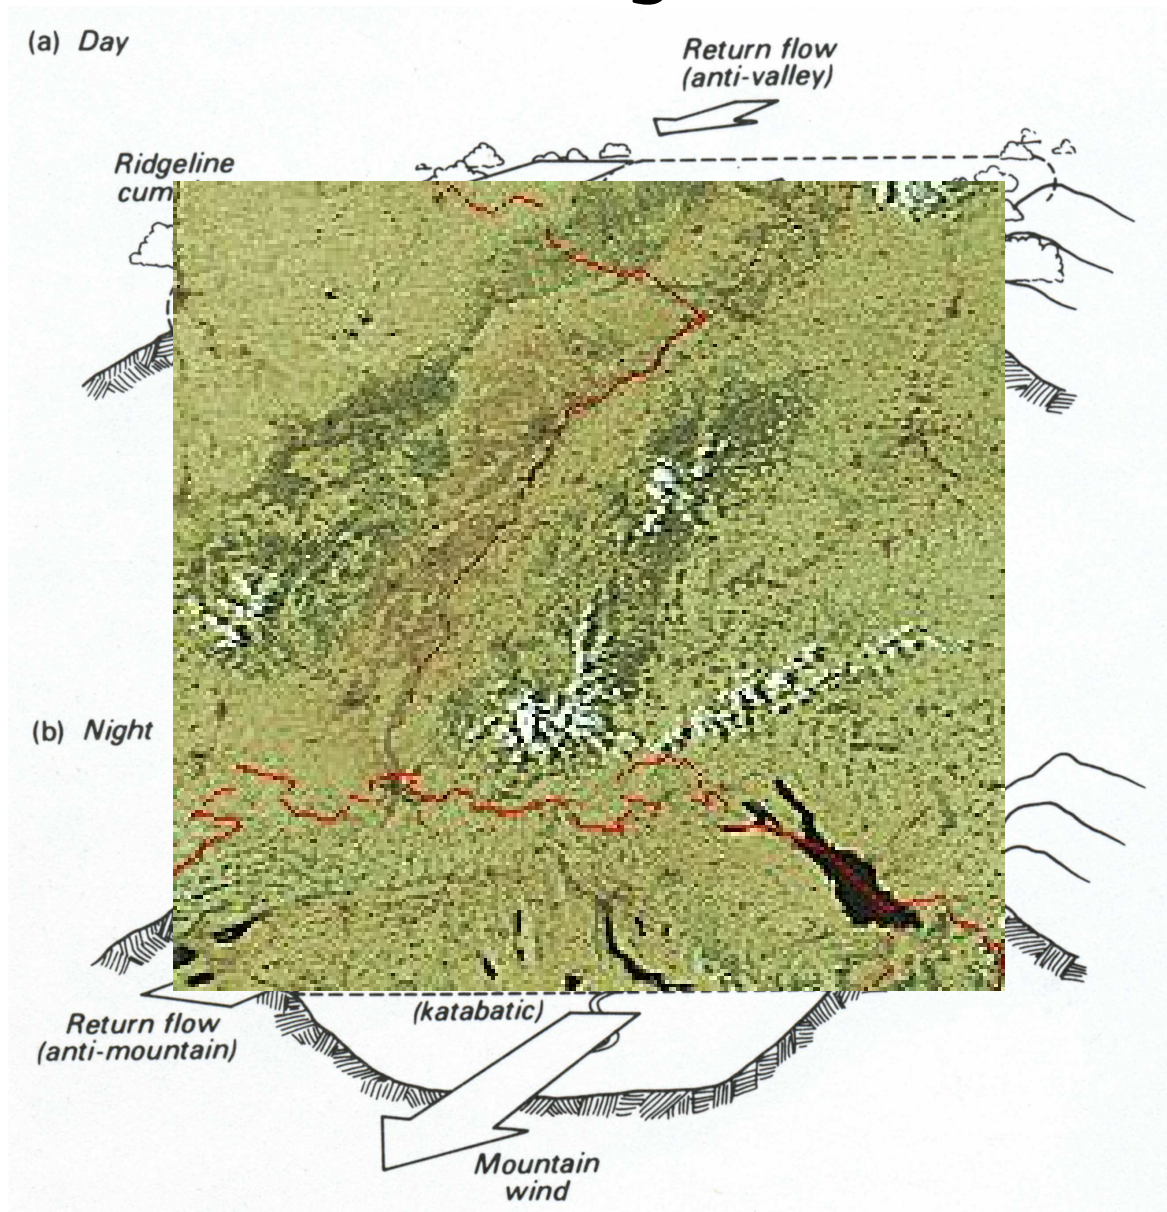 (a) Day
Return flow
(anti-valley)
Ridgeline
(b) Night
(katabatic)
Return flow
(anti-mountain)
Mountain
wind